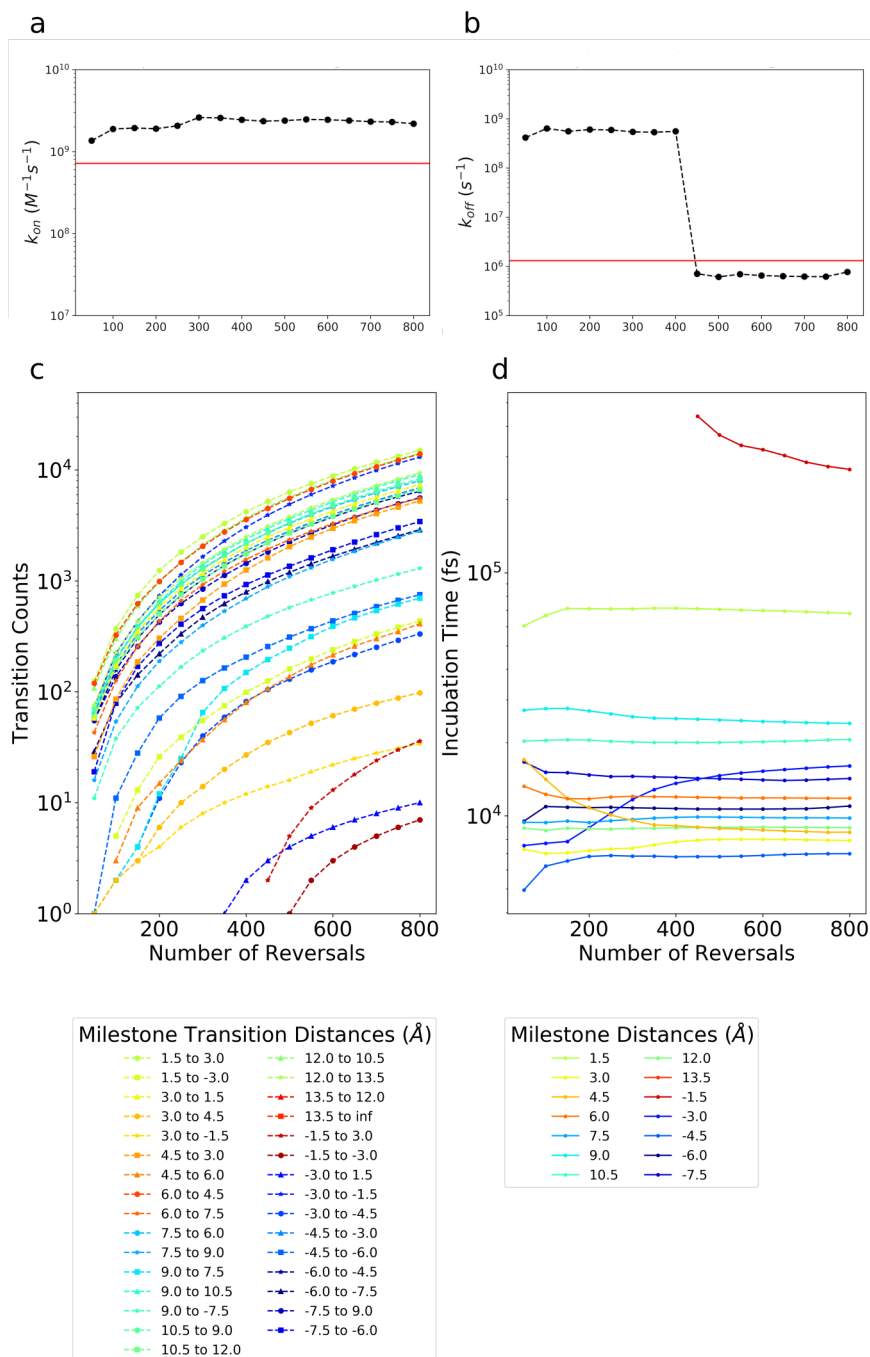 a
b
10^10
10^9
10^8
10^7
k_on (M^−1 s^−1)
100 200 300 400 500 600 700 800
10^10
10^9
10^8
10^7
10^6
10^5
k_off (s^−1)
100 200 300 400 500 600 700 800
c
d
10^4
10^3
10^2
10^1
10^0
Transition Counts
200 400 600 800
Number of Reversals
10^5
10^4
Incubation Time (fs)
200 400 600 800
Number of Reversals
Milestone Transition Distances (Å)
1.5 to 3.0
1.5 to -3.0
3.0 to 1.5
3.0 to 4.5
3.0 to -1.5
4.5 to 3.0
4.5 to 6.0
6.0 to 4.5
6.0 to 7.5
7.5 to 6.0
7.5 to 9.0
9.0 to 7.5
9.0 to 10.5
9.0 to -7.5
10.5 to 9.0
10.5 to 12.0
12.0 to 10.5
12.0 to 13.5
13.5 to 12.0
13.5 to inf
-1.5 to 3.0
-1.5 to -3.0
-3.0 to 1.5
-3.0 to -1.5
-3.0 to -4.5
-4.5 to -3.0
-4.5 to -6.0
-6.0 to -4.5
-6.0 to -7.5
-7.5 to 9.0
-7.5 to -6.0
Milestone Distances (Å)
1.5
3.0
4.5
6.0
7.5
9.0
10.5
12.0
13.5
-1.5
-3.0
-4.5
-6.0
-7.5